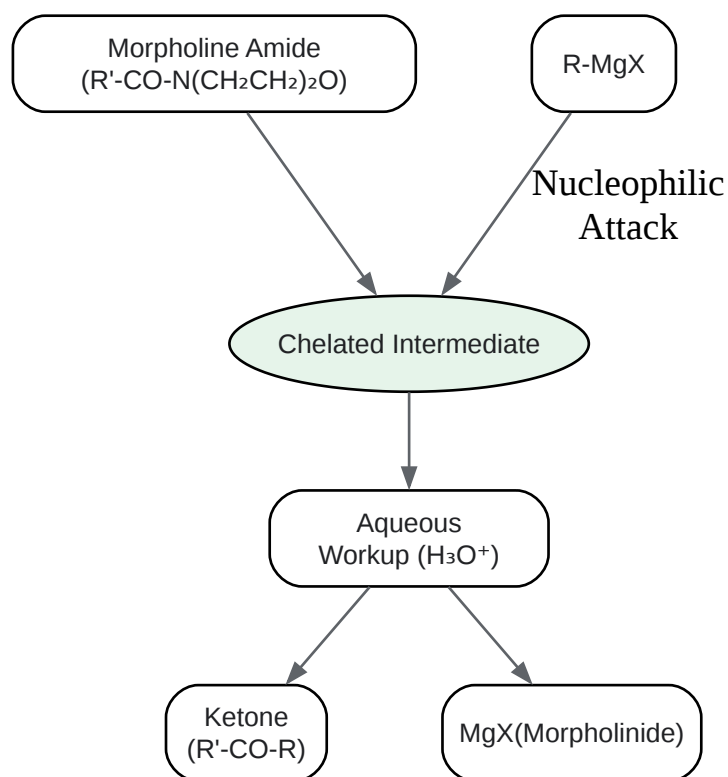 Morpholine Amide
(R'-CO-N(CH₂CH₂)₂O)
R-MgX
Nucleophilic
Attack
Chelated Intermediate
Aqueous
Workup (H₃O⁺)
Ketone
(R'-CO-R)
MgX(Morpholinide)